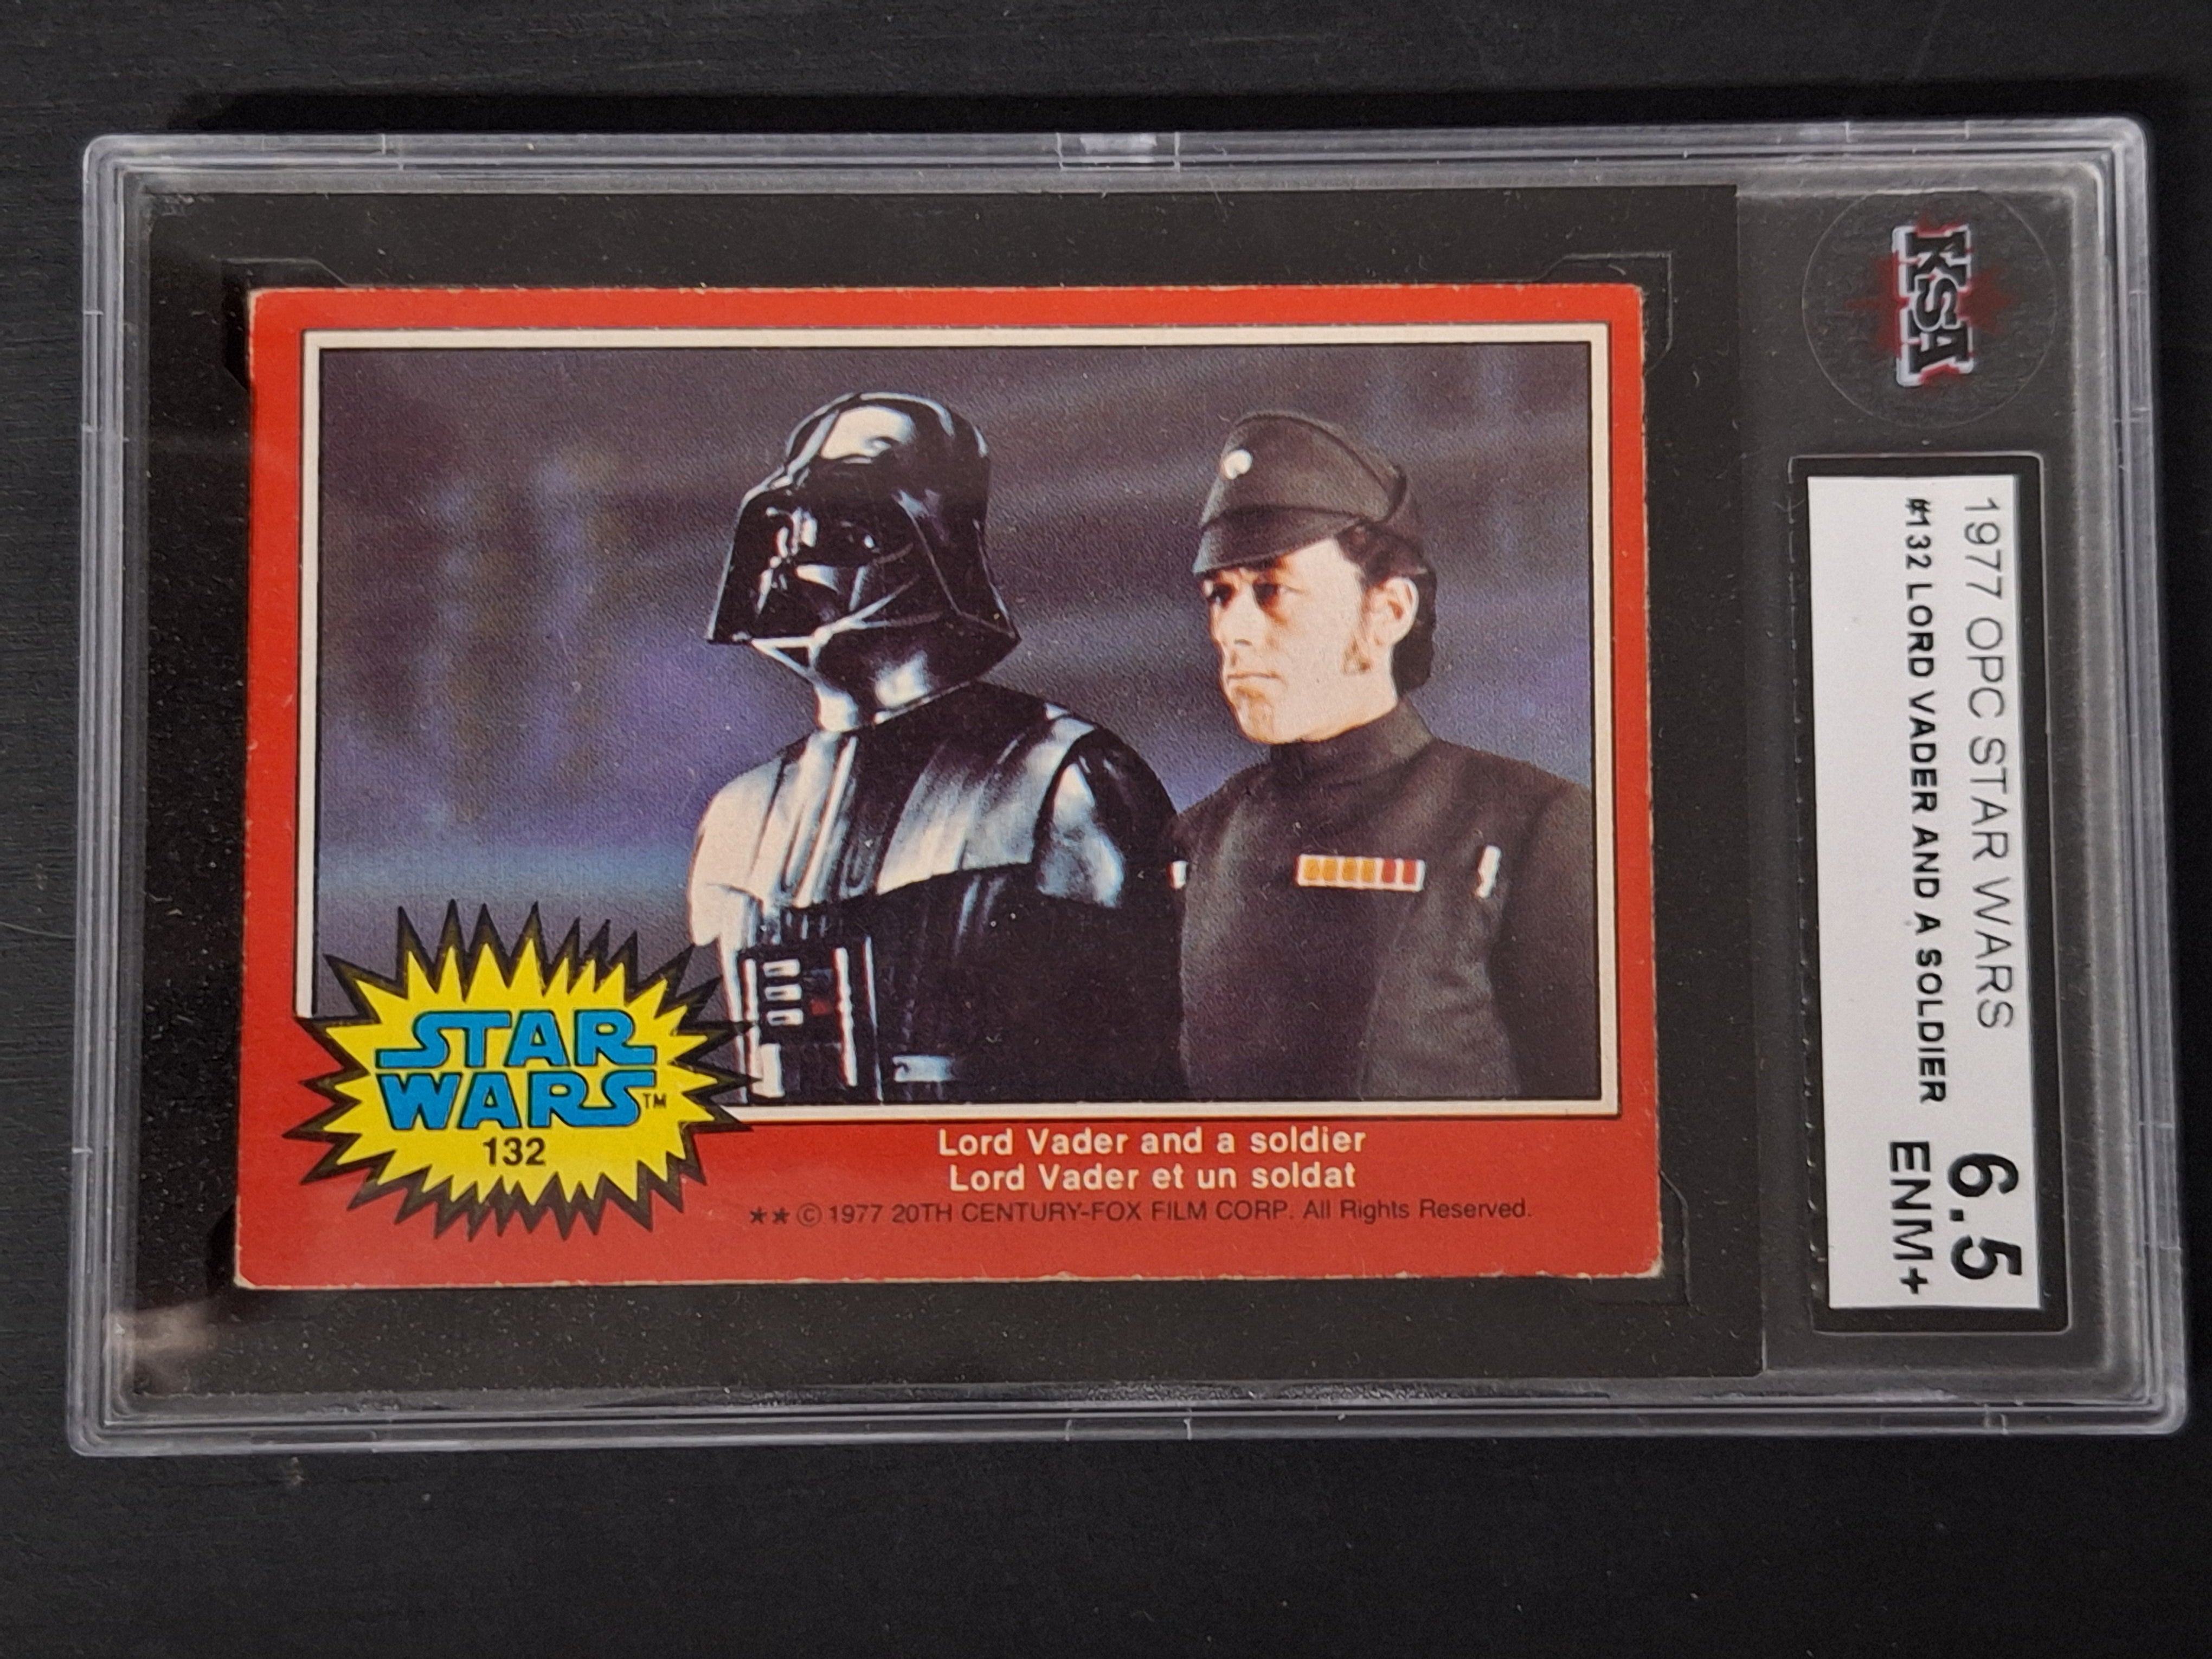 STAR
WARS™
132
Lord Vader and a soldier
Lord Vader et un soldat
★★ © 1977 20TH CENTURY-FOX FILM CORP. All Rights Reserved.
KSA
1977 OPC STAR WARS
#132 LORD VADER AND A SOLDIER
6.5
ENM+